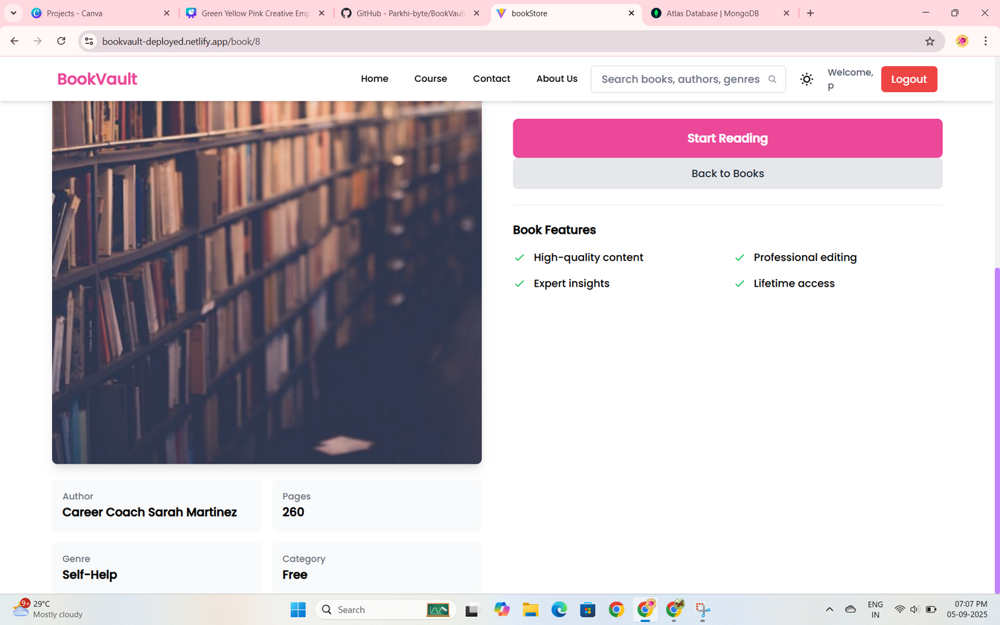 Projects - Canva
Green Yellow Pink Creative Emp
GitHub - Parkhi-byte/BookVault
bookStore
Atlas Database | MongoDB
bookvault-deployed.netlify.app/book/8
BookVault
Home
Course
Contact
About Us
Search books, authors, genres
Welcome,
p
Logout
Start Reading
Back to Books
Book Features
High-quality content
Professional editing
Expert insights
Lifetime access
Author
Career Coach Sarah Martinez
Pages
260
Genre
Self-Help
Category
Free
9+
29°C
Mostly cloudy
Search
ENG
IN
07:07 PM
05-09-2025